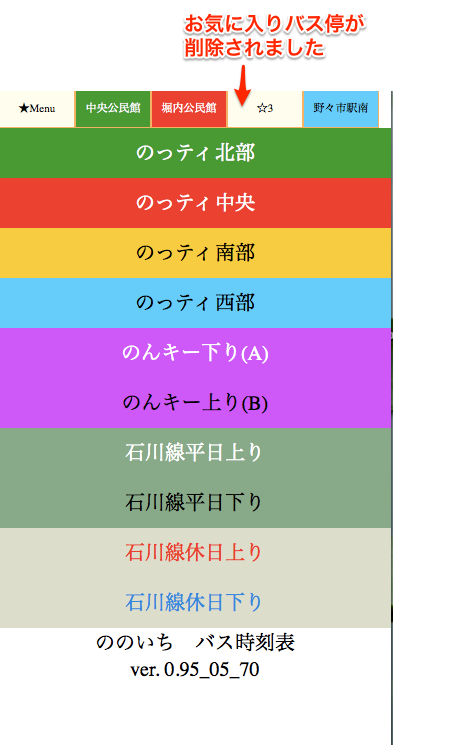 お気に入りバス停が
削除されました
★Menu 中央公民館 堀内公民館 ☆3 野々市駅南
のっティ北部
のっティ中央
のっティ南部
のっティ西部
のんキー下り(A)
のんキー上り(B)
石川線平日上り
石川線平日下り
石川線休日上り
石川線休日下り
ののいち　バス時刻表
ver. 0.95_05_70